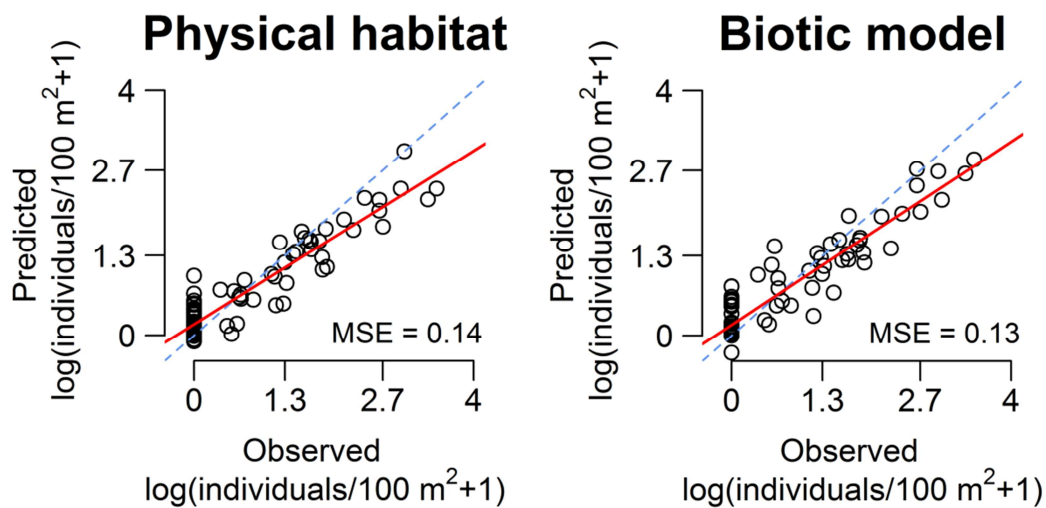 Physical habitat
Predicted
log(individuals/100 m²+1)
4
2.7
1.3
0
MSE = 0.14
0 1.3 2.7 4
Observed
log(individuals/100 m²+1)
Biotic model
Predicted
log(individuals/100 m²+1)
4
2.7
1.3
0
MSE = 0.13
0 1.3 2.7 4
Observed
log(individuals/100 m²+1)